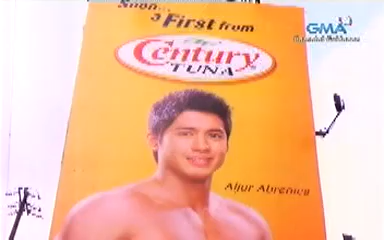 Soon...
a First from
Century
TUNA
GMA
Aljur Abrenica